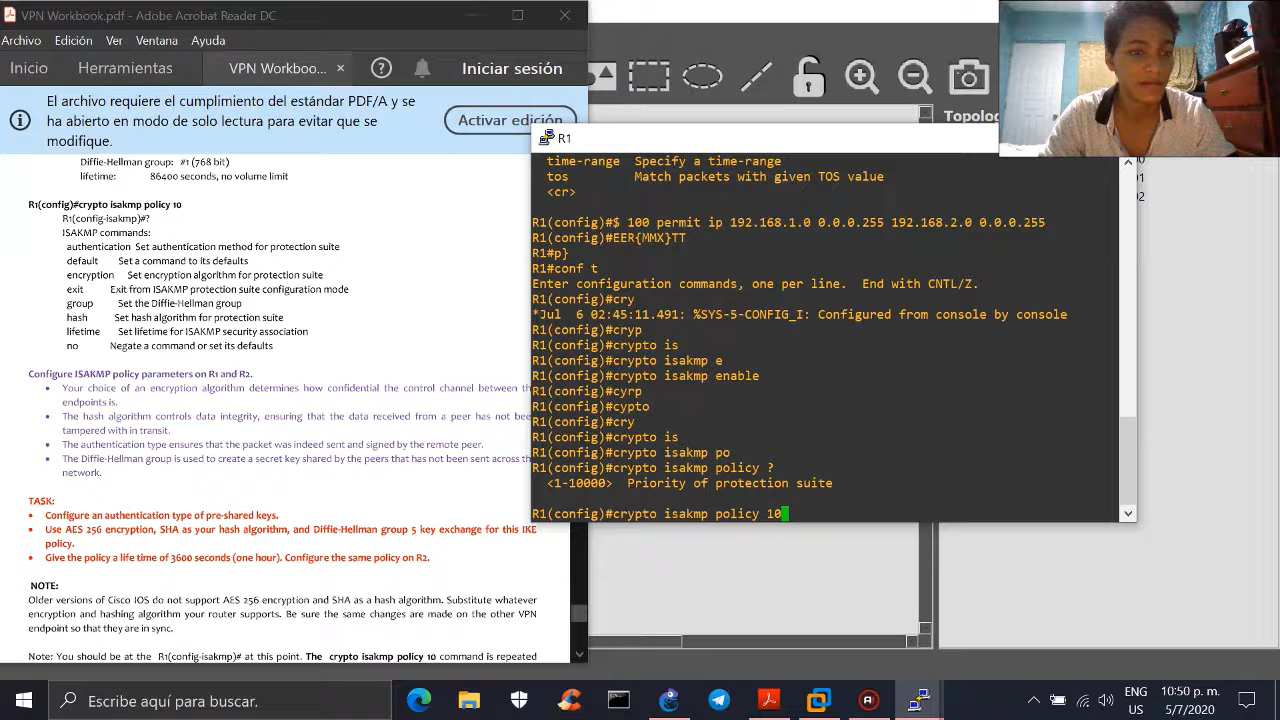 VPN Workbook.pdf - Adobe Acrobat Reader DC
Archivo Edición Ver Ventana Ayuda
Inicio Herramientas VPN Workboo... × Iniciar sesión
El archivo requiere el cumplimiento del estándar PDF/A y se
ha abierto en modo de solo lectura para evitar que se
modifique.
Activar edición
Diffie-Hellman group: #1 (768 bit)
lifetime: 86400 seconds, no volume limit
R1(config)#crypto isakmp policy 10
R1(config-isakmp)#?
ISAKMP commands:
authentication Set authentication method for protection suite
default Set a command to its defaults
encryption Set encryption algorithm for protection suite
exit Exit from ISAKMP protection suite configuration mode
group Set the Diffie-Hellman group
hash Set hash algorithm for protection suite
lifetime Set lifetime for ISAKMP security association
no Negate a command or set its defaults
Configure ISAKMP policy parameters on R1 and R2.
• Your choice of an encryption algorithm determines how confidential the control channel between the
endpoints is.
• The hash algorithm controls data integrity, ensuring that the data received from a peer has not been
tampered with in transit.
• The authentication type ensures that the packet was indeed sent and signed by the remote peer.
• The Diffie-Hellman group is used to create a secret key shared by the peers that has not been sent across the
network.
TASK:
• Configure an authentication type of pre-shared keys.
• Use AES 256 encryption, SHA as your hash algorithm, and Diffie-Hellman group 5 key exchange for this IKE
policy.
• Give the policy a life time of 3600 seconds (one hour). Configure the same policy on R2.
NOTE:
Older versions of Cisco IOS do not support AES 256 encryption and SHA as a hash algorithm. Substitute whatever
encryption and hashing algorithm your router supports. Be sure the same changes are made on the other VPN
endpoint so that they are in sync.
Note: You should be at the R1(config-isakmp)# at this point. The crypto isakmp policy 10 command is repeated
Topolo
R1
time-range Specify a time-range
tos Match packets with given TOS value
<cr>
R1(config)#$ 100 permit ip 192.168.1.0 0.0.0.255 192.168.2.0 0.0.0.255
R1(config)#EER{MMX}TT
R1#p}
R1#conf t
Enter configuration commands, one per line. End with CNTL/Z.
R1(config)#cry
*Jul 6 02:45:11.491: %SYS-5-CONFIG_I: Configured from console by console
R1(config)#cryp
R1(config)#crypto is
R1(config)#crypto isakmp e
R1(config)#crypto isakmp enable
R1(config)#cyrp
R1(config)#cypto
R1(config)#cry
R1(config)#crypto is
R1(config)#crypto isakmp po
R1(config)#crypto isakmp policy ?
<1-10000> Priority of protection suite
R1(config)#crypto isakmp policy 10
Escribe aquí para buscar.
ENG
US
10:50 p. m.
5/7/2020